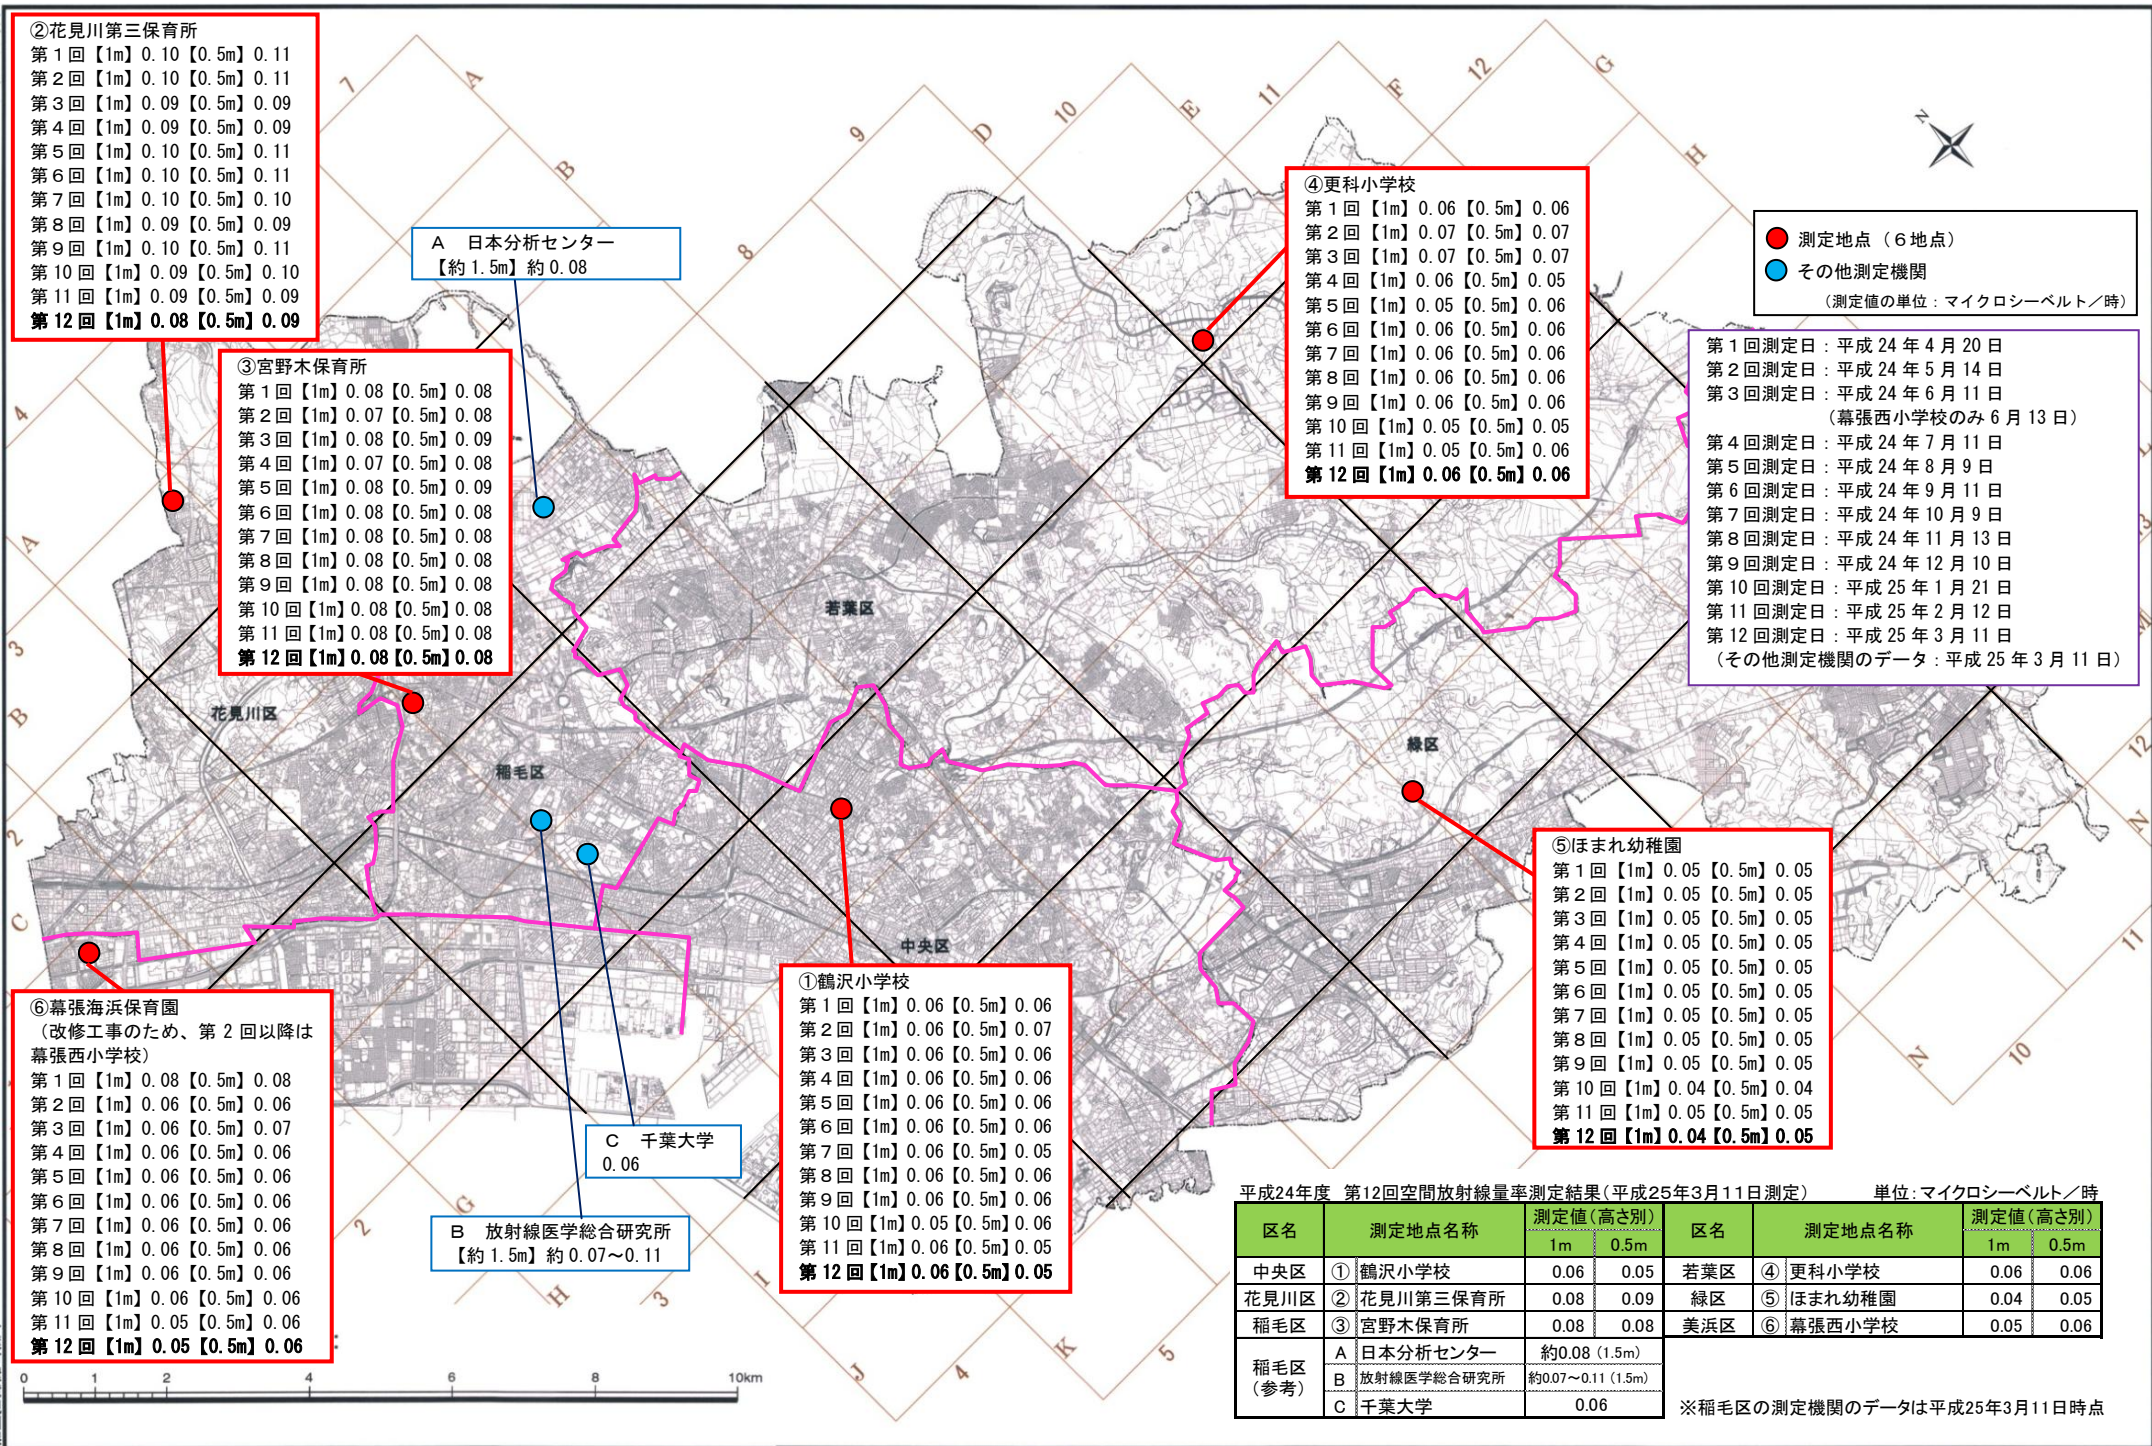 ②花見川第三保育所
第1回【1m】0.10【0.5m】0.11
第2回【1m】0.10【0.5m】0.11
第3回【1m】0.09【0.5m】0.09
第4回【1m】0.09【0.5m】0.09
第5回【1m】0.10【0.5m】0.11
第6回【1m】0.10【0.5m】0.11
第7回【1m】0.10【0.5m】0.10
第8回【1m】0.09【0.5m】0.09
第9回【1m】0.10【0.5m】0.11
第10回【1m】0.09【0.5m】0.10
第11回【1m】0.09【0.5m】0.09
第12回【1m】0.08【0.5m】0.09
③宮野木保育所
第1回【1m】0.08【0.5m】0.08
第2回【1m】0.07【0.5m】0.08
第3回【1m】0.08【0.5m】0.09
第4回【1m】0.07【0.5m】0.08
第5回【1m】0.08【0.5m】0.09
第6回【1m】0.08【0.5m】0.08
第7回【1m】0.08【0.5m】0.08
第8回【1m】0.08【0.5m】0.08
第9回【1m】0.08【0.5m】0.08
第10回【1m】0.08【0.5m】0.08
第11回【1m】0.08【0.5m】0.08
第12回【1m】0.08【0.5m】0.08
A 日本分析センター
【約1.5m】約0.08
④更科小学校
第1回【1m】0.06【0.5m】0.06
第2回【1m】0.07【0.5m】0.07
第3回【1m】0.07【0.5m】0.07
第4回【1m】0.06【0.5m】0.05
第5回【1m】0.05【0.5m】0.06
第6回【1m】0.06【0.5m】0.06
第7回【1m】0.06【0.5m】0.06
第8回【1m】0.06【0.5m】0.06
第9回【1m】0.06【0.5m】0.06
第10回【1m】0.05【0.5m】0.05
第11回【1m】0.05【0.5m】0.06
第12回【1m】0.06【0.5m】0.06
N
測定地点（6地点）
その他測定機関
（測定値の単位：マイクロシーベルト／時）
第1回測定日：平成24年4月20日
第2回測定日：平成24年5月14日
第3回測定日：平成24年6月11日
（幕張西小学校のみ6月13日）
第4回測定日：平成24年7月11日
第5回測定日：平成24年8月9日
第6回測定日：平成24年9月11日
第7回測定日：平成24年10月9日
第8回測定日：平成24年11月13日
第9回測定日：平成24年12月10日
第10回測定日：平成25年1月21日
第11回測定日：平成25年2月12日
第12回測定日：平成25年3月11日
（その他測定機関のデータ：平成25年3月11日）
7
A
B
8
9
D
10
E
11
F
12
G
H
4
A
3
B
2
C
若葉区
花見川区
稲毛区
緑区
中央区
12
N
11
N
10
⑥幕張海浜保育園
（改修工事のため、第2回以降は
幕張西小学校）
第1回【1m】0.08【0.5m】0.08
第2回【1m】0.06【0.5m】0.06
第3回【1m】0.06【0.5m】0.07
第4回【1m】0.06【0.5m】0.06
第5回【1m】0.06【0.5m】0.06
第6回【1m】0.06【0.5m】0.06
第7回【1m】0.06【0.5m】0.06
第8回【1m】0.06【0.5m】0.06
第9回【1m】0.06【0.5m】0.06
第10回【1m】0.06【0.5m】0.06
第11回【1m】0.05【0.5m】0.06
第12回【1m】0.05【0.5m】0.06
C 千葉大学
0.06
B 放射線医学総合研究所
【約1.5m】約0.07～0.11
①鶴沢小学校
第1回【1m】0.06【0.5m】0.06
第2回【1m】0.06【0.5m】0.07
第3回【1m】0.06【0.5m】0.06
第4回【1m】0.06【0.5m】0.06
第5回【1m】0.06【0.5m】0.06
第6回【1m】0.06【0.5m】0.06
第7回【1m】0.06【0.5m】0.05
第8回【1m】0.06【0.5m】0.06
第9回【1m】0.06【0.5m】0.06
第10回【1m】0.05【0.5m】0.06
第11回【1m】0.06【0.5m】0.05
第12回【1m】0.06【0.5m】0.05
⑤ほまれ幼稚園
第1回【1m】0.05【0.5m】0.05
第2回【1m】0.05【0.5m】0.05
第3回【1m】0.05【0.5m】0.05
第4回【1m】0.05【0.5m】0.05
第5回【1m】0.05【0.5m】0.05
第6回【1m】0.05【0.5m】0.05
第7回【1m】0.05【0.5m】0.05
第8回【1m】0.05【0.5m】0.05
第9回【1m】0.05【0.5m】0.05
第10回【1m】0.04【0.5m】0.04
第11回【1m】0.05【0.5m】0.05
第12回【1m】0.04【0.5m】0.05
2
G
H
3
I
J
4
K
5
0 1 2 4 6 8 10km
平成24年度 第12回空間放射線量率測定結果（平成25年3月11日測定） 単位：マイクロシーベルト／時
区名 測定地点名称 測定値（高さ別） 区名 測定地点名称 測定値（高さ別）
1m 0.5m 1m 0.5m
中央区 ① 鶴沢小学校 0.06 0.05 若葉区 ④ 更科小学校 0.06 0.06
花見川区 ② 花見川第三保育所 0.08 0.09 緑区 ⑤ ほまれ幼稚園 0.04 0.05
稲毛区 ③ 宮野木保育所 0.08 0.08 美浜区 ⑥ 幕張西小学校 0.05 0.06
稲毛区（参考） A 日本分析センター 約0.08（1.5m）
B 放射線医学総合研究所 約0.07～0.11（1.5m）
C 千葉大学 0.06
※稲毛区の測定機関のデータは平成25年3月11日時点